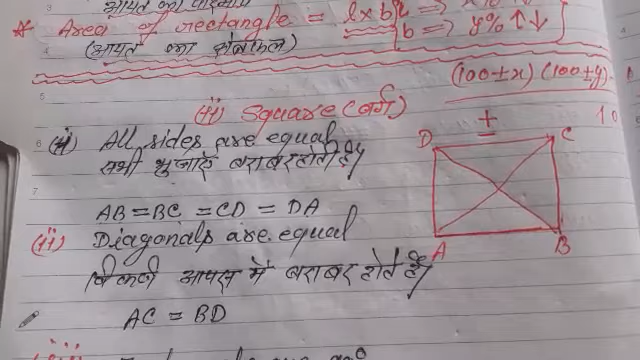 * Area of rectangle = l×b
(आयत का क्षेत्रफल)
b => y% ↑↓
(100±x) (100±y)
10
(ii) Square (वर्ग)
(i) All sides are equal
सभी भुजाएँ बराबर होती हैं
AB = BC = CD = DA
(ii) Diagonals are equal
विकर्ण आपस में बराबर होते हैं
AC = BD
±
D C
A B